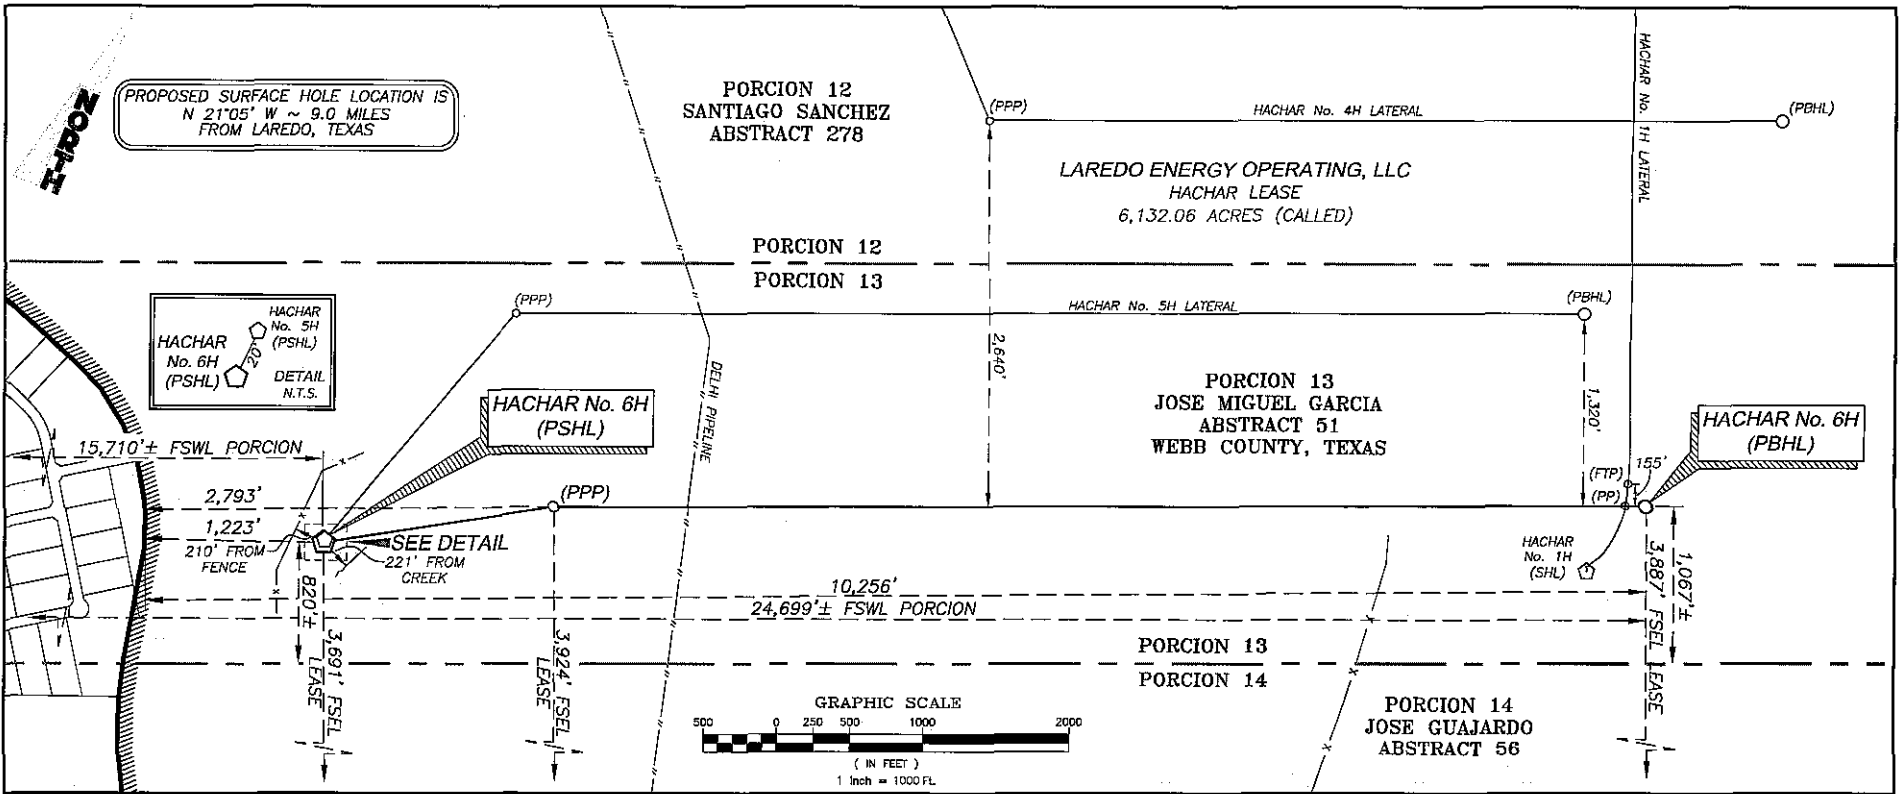 NORTH
PROPOSED SURFACE HOLE LOCATION IS
N 21°05' W ~ 9.0 MILES
FROM LAREDO, TEXAS
PORCION 12
SANTIAGO SANCHEZ
ABSTRACT 278
(PPP)
HACHAR No. 4H LATERAL
(PBHL)
HACHAR No. 1H LATERAL
LAREDO ENERGY OPERATING, LLC
HACHAR LEASE
6,132.06 ACRES (CALLED)
PORCION 12
PORCION 13
(PPP)
HACHAR No. 5H LATERAL
(PBHL)
HACHAR
No. 5H
(PSHL)
HACHAR
No. 6H
(PSHL)
20'
DETAIL
N.T.S.
2,640'
1,320'
DELHI PIPELINE
PORCION 13
JOSE MIGUEL GARCIA
ABSTRACT 51
WEBB COUNTY, TEXAS
HACHAR No. 6H
(PSHL)
HACHAR No. 6H
(PBHL)
15,710'± FSWL PORCION
2,793'
(PPP)
(FTP)
155'
(PP)
1,223'
210' FROM
FENCE
SEE DETAIL
221' FROM
CREEK
HACHAR
No. 1H
(SHL)
10,256'
24,699'± FSWL PORCION
820'±
3,691' FSEL
LEASE
3,924' FSEL
LEASE
3,887' FSEL LEASE
1,067'±
PORCION 13
PORCION 14
GRAPHIC SCALE
500 0 250 500 1000 2000
( IN FEET )
1 Inch = 1000 Ft.
PORCION 14
JOSE GUAJARDO
ABSTRACT 56